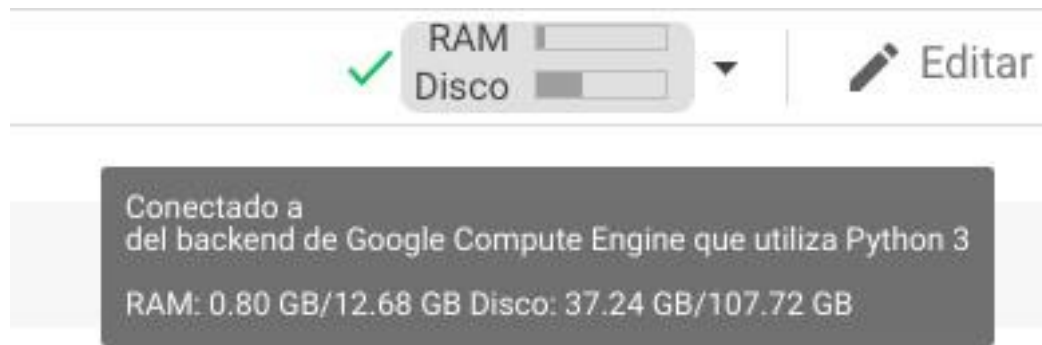 RAM
Disco
Editar
Conectado a
del backend de Google Compute Engine que utiliza Python 3
RAM: 0.80 GB/12.68 GB Disco: 37.24 GB/107.72 GB